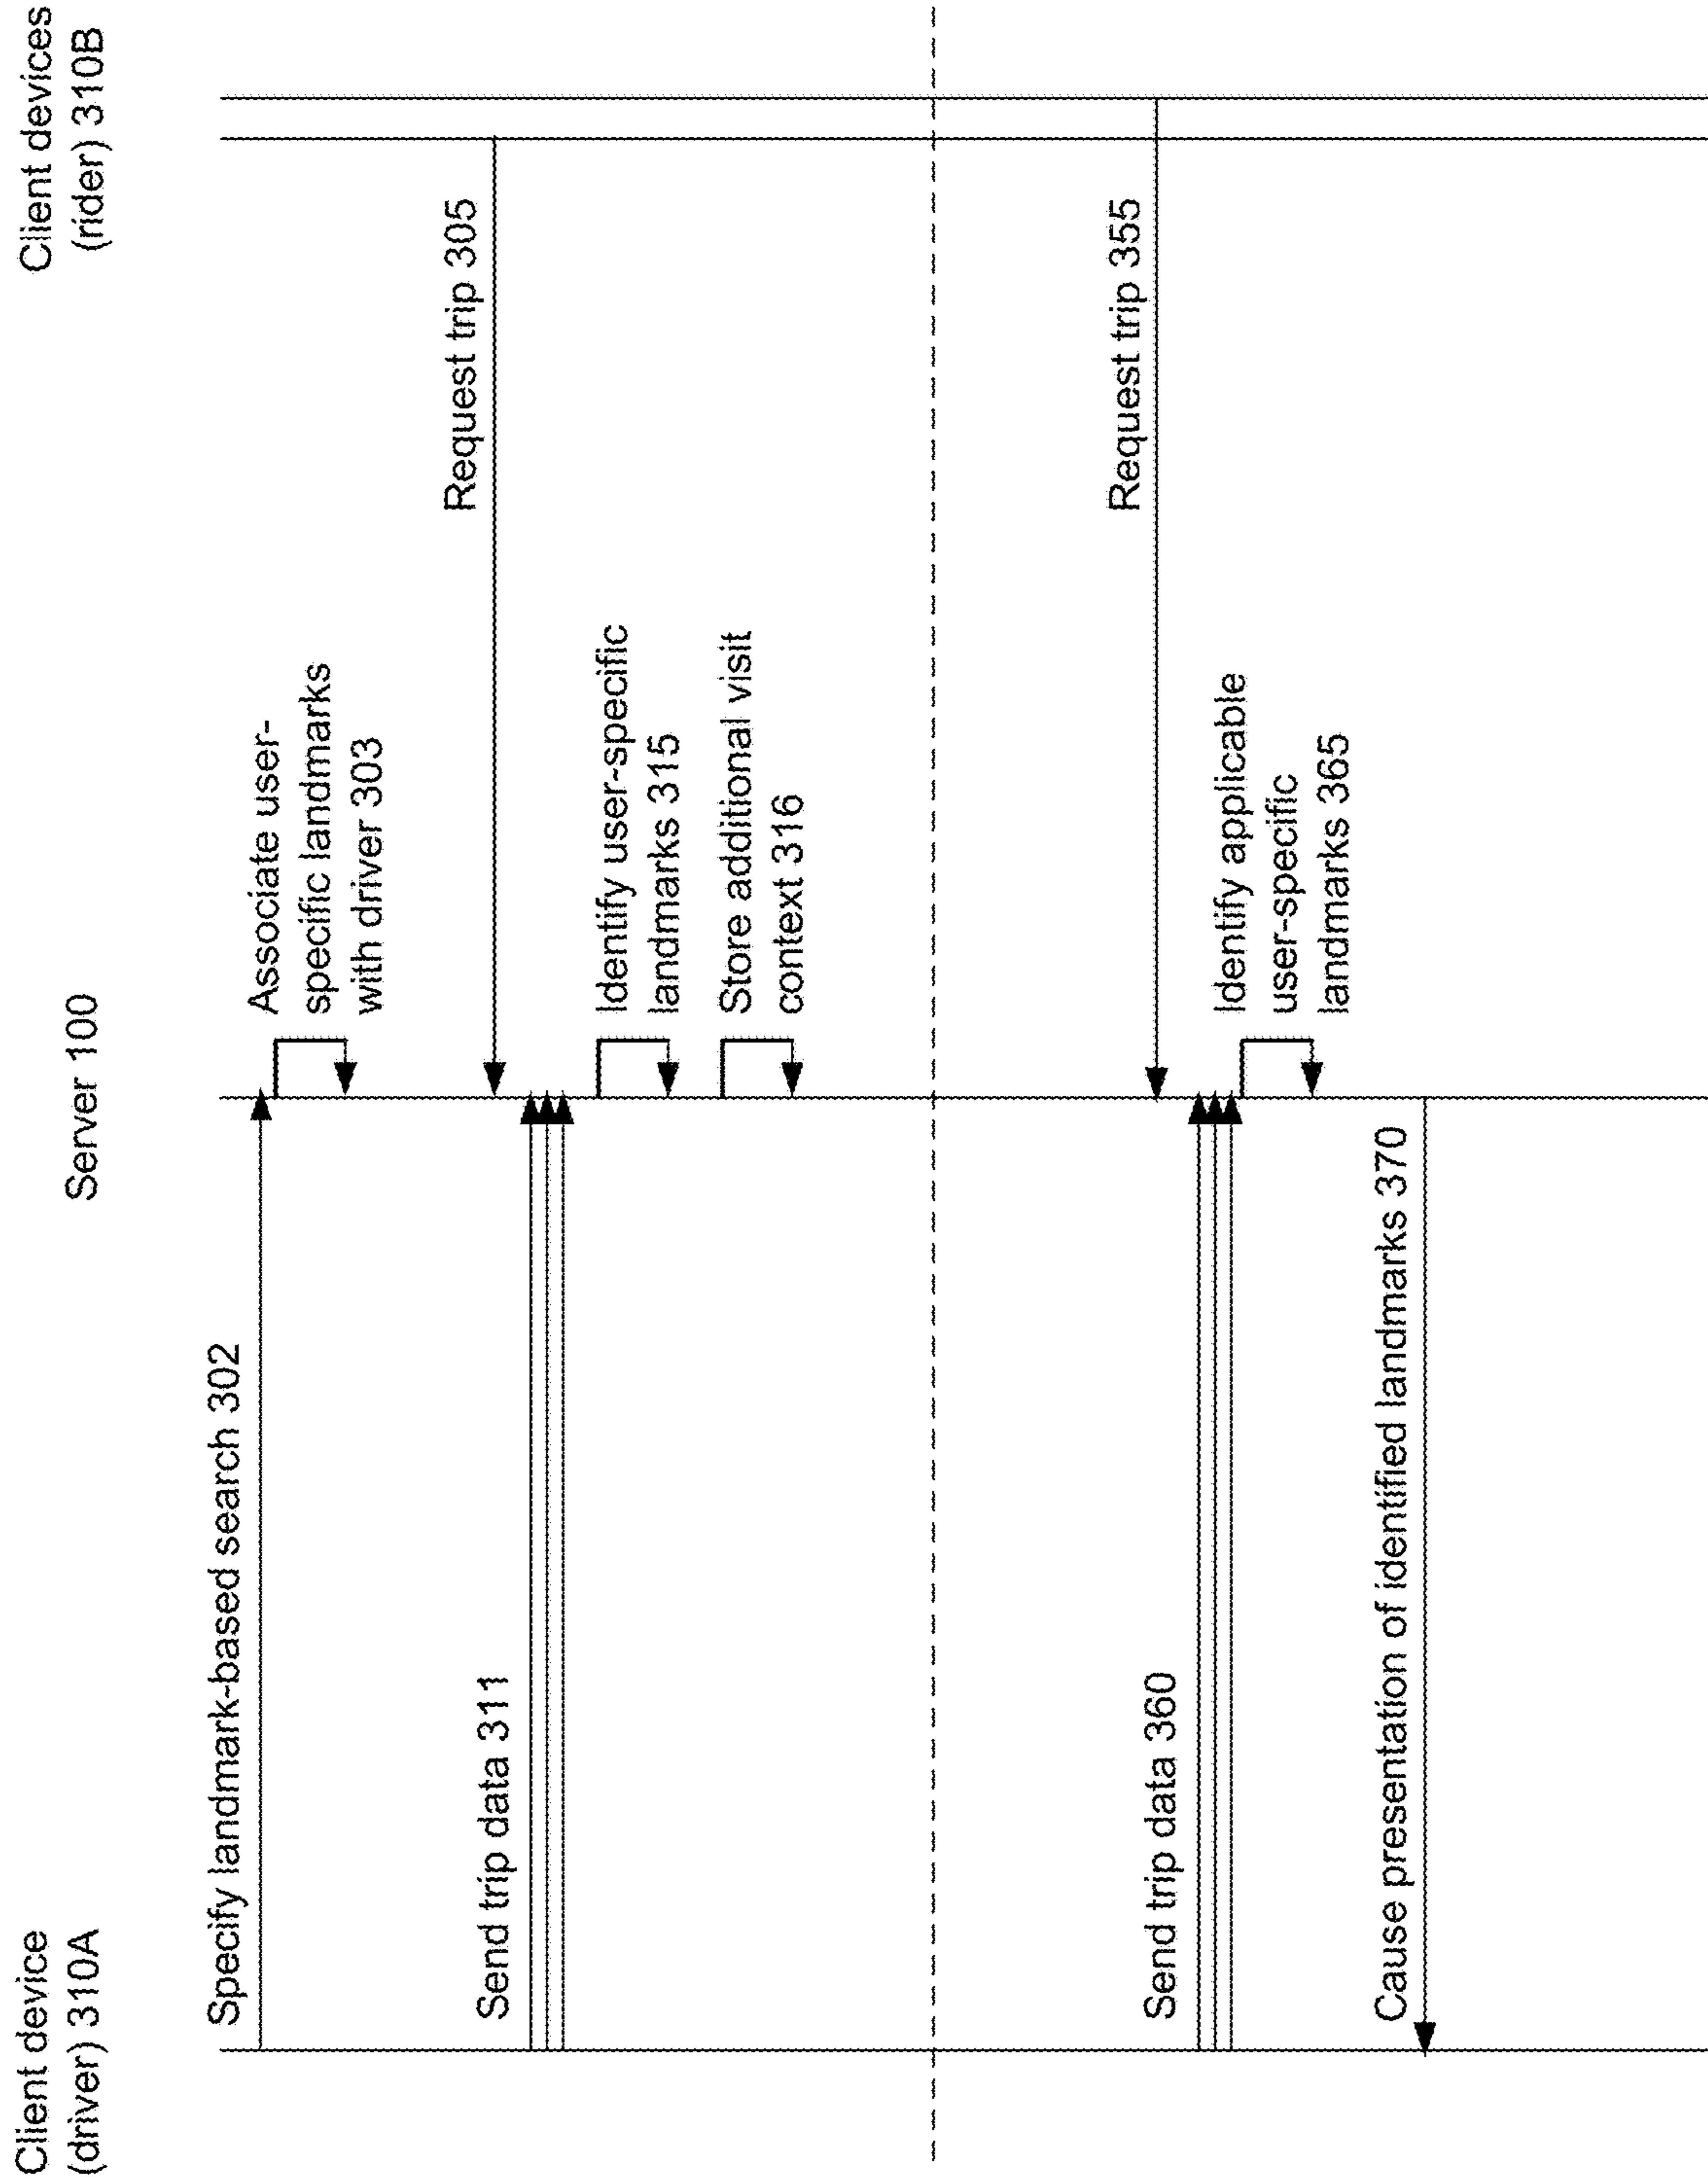 Client device
(driver) 310A
Server 100
Client devices
(rider) 310B
Specify landmark-based search 302
Associate user-
specific landmarks
with driver 303
Request trip 305
Send trip data 311
Identify user-specific
landmarks 315
Store additional visit
context 316
Request trip 355
Send trip data 360
Identify applicable
user-specific
landmarks 365
Cause presentation of identified landmarks 370